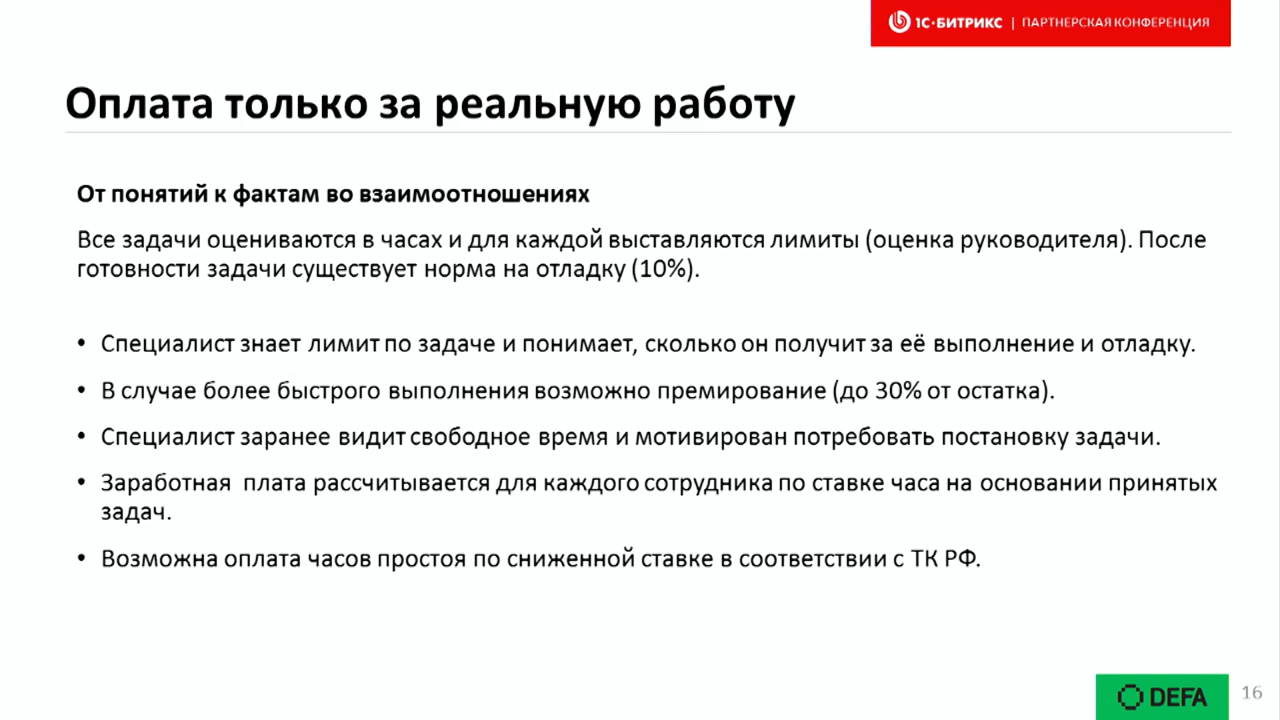 1С·БИТРИКС | ПАРТНЕРСКАЯ КОНФЕРЕНЦИЯ
Оплата только за реальную работу
От понятий к фактам во взаимоотношениях
Все задачи оцениваются в часах и для каждой выставляются лимиты (оценка руководителя). После
готовности задачи существует норма на отладку (10%).
• Специалист знает лимит по задаче и понимает, сколько он получит за её выполнение и отладку.
• В случае более быстрого выполнения возможно премирование (до 30% от остатка).
• Специалист заранее видит свободное время и мотивирован потребовать постановку задачи.
• Заработная  плата рассчитывается для каждого сотрудника по ставке часа на основании принятых
задач.
• Возможна оплата часов простоя по сниженной ставке в соответствии с ТК РФ.
DEFA
16